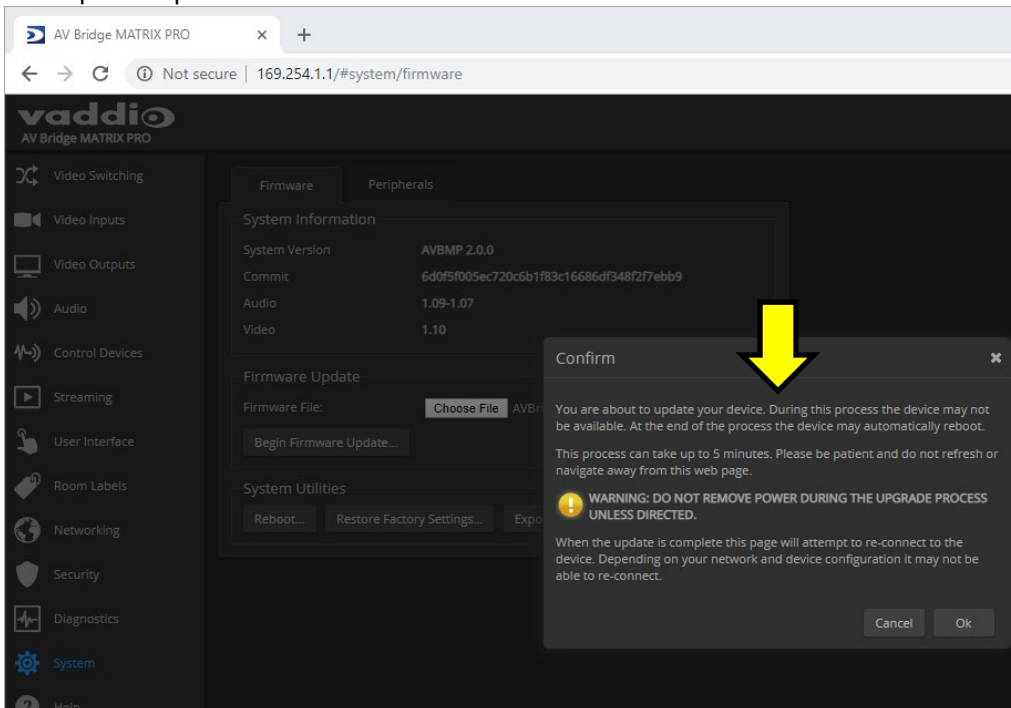 AV Bridge MATRIX PRO
Not secure | 169.254.1.1/#system/firmware
vaddio
AV Bridge MATRIX PRO
Video Switching
Video Inputs
Video Outputs
Audio
Control Devices
Streaming
User Interface
Room Labels
Networking
Security
Diagnostics
System
Help
Firmware Peripherals
System Information
System Version AVBMP 2.0.0
Commit 6d0f5f005ec720c6b1f83c16686df348f2f7ebb9
Audio 1.09-1.07
Video 1.10
Firmware Update
Firmware File: Choose File AVBri
Begin Firmware Update...
System Utilities
Reboot... Restore Factory Settings... Expo
Confirm
You are about to update your device. During this process the device may not
be available. At the end of the process the device may automatically reboot.
This process can take up to 5 minutes. Please be patient and do not refresh or
navigate away from this web page.
WARNING: DO NOT REMOVE POWER DURING THE UPGRADE PROCESS
UNLESS DIRECTED.
When the update is complete this page will attempt to re-connect to the
device. Depending on your network and device configuration it may not be
able to re-connect.
Cancel Ok